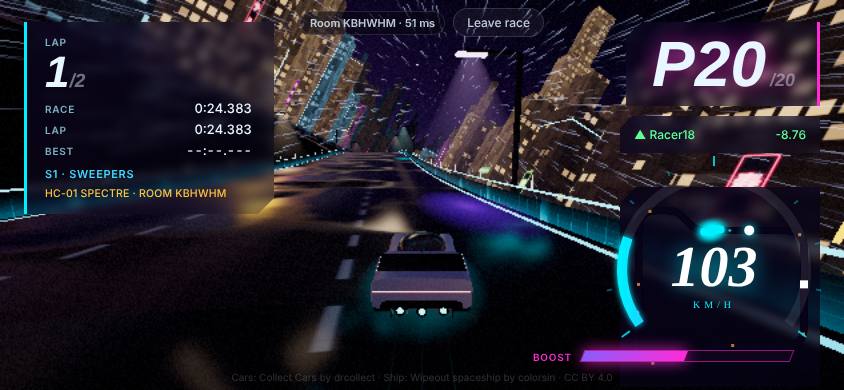 Room KBHWHM · 51 ms
Leave race
LAP
1/2
RACE 0:24.383
LAP 0:24.383
BEST --:--.---
S1 · SWEEPERS
HC-01 SPECTRE · ROOM KBHWHM
P20 /20
▲ Racer18 -8.76
103
KM/H
BOOST
Cars: Collect Cars by drcollect · Ship: Wipeout spaceship by colorsin · CC BY 4.0